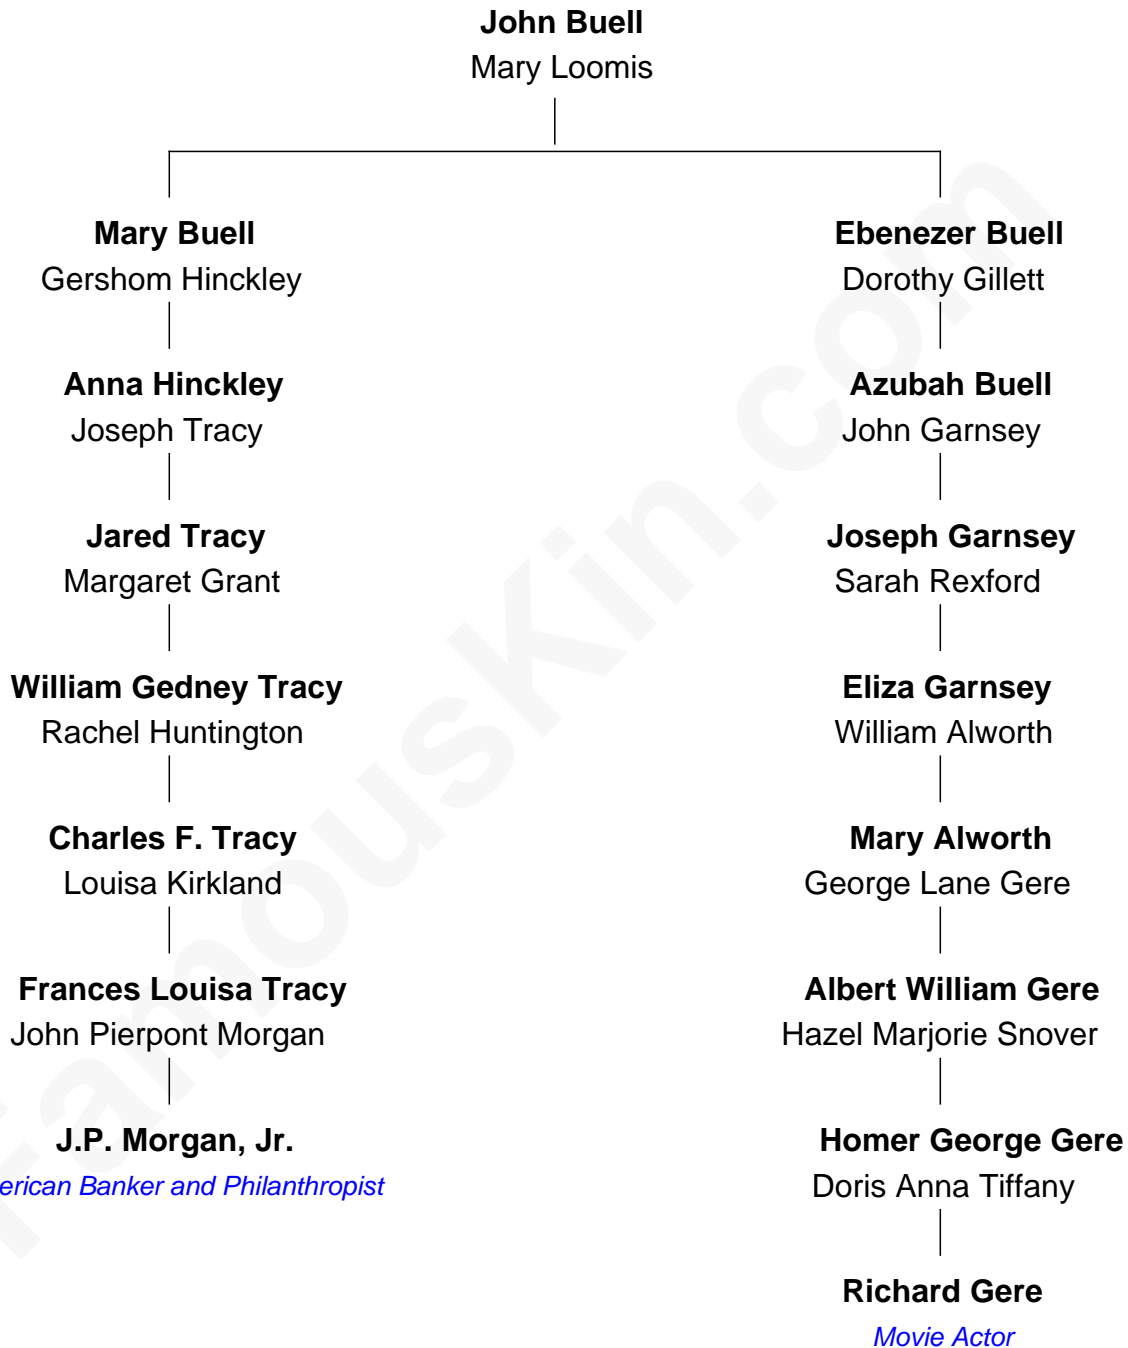 John Buell
Mary Loomis
Mary Buell
Gershom Hinckley
Ebenezer Buell
Dorothy Gillett
Anna Hinckley
Joseph Tracy
Azubah Buell
John Garnsey
Jared Tracy
Margaret Grant
Joseph Garnsey
Sarah Rexford
William Gedney Tracy
Rachel Huntington
Eliza Garnsey
William Alworth
Charles F. Tracy
Louisa Kirkland
Mary Alworth
George Lane Gere
Frances Louisa Tracy
John Pierpont Morgan
Albert William Gere
Hazel Marjorie Snover
J.P. Morgan, Jr.
erican Banker and Philanthropist
Homer George Gere
Doris Anna Tiffany
Richard Gere
Movie Actor
FamousKin.com